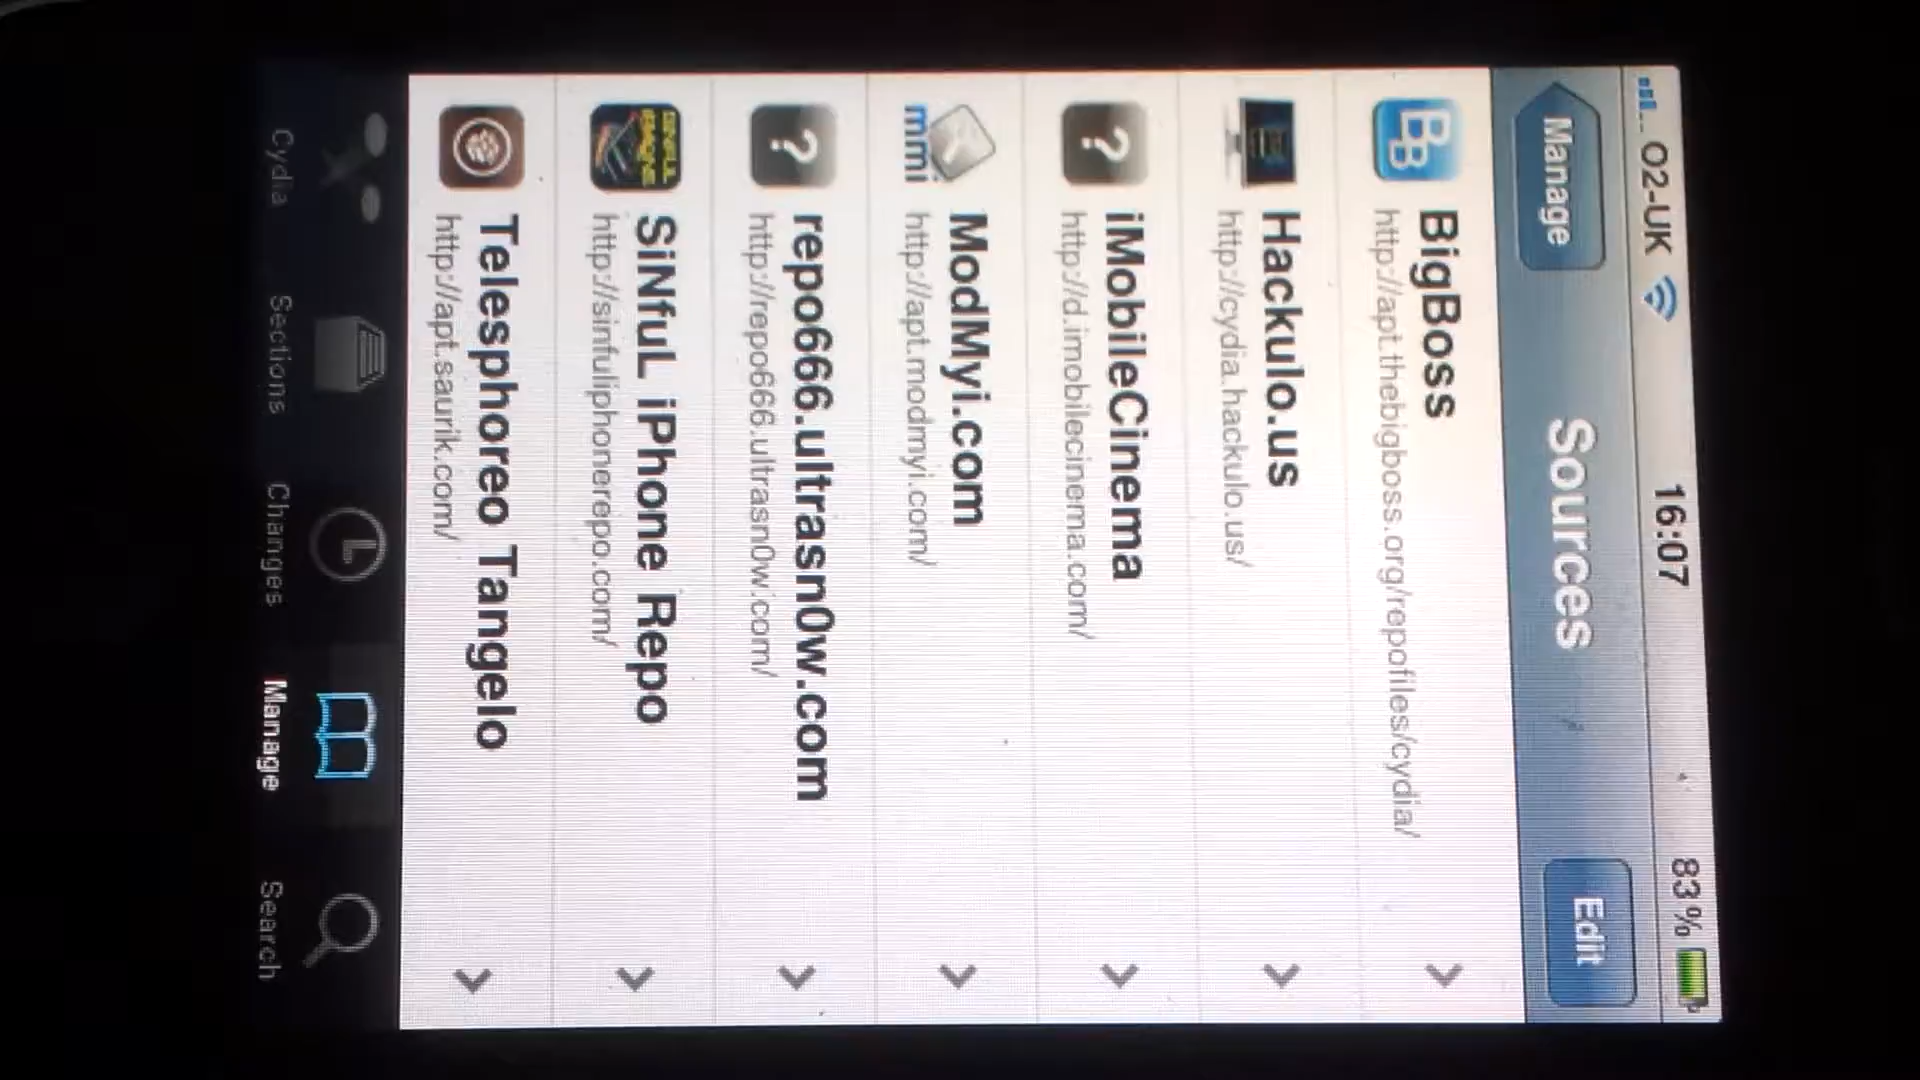 O2-UK 16:07 83%
Manage Sources Edit
BB
BigBoss
http://apt.thebigboss.org/repofiles/cydia/
Hackulo.us
http://cydia.hackulo.us/
?
iMobileCinema
http://d.imobilecinema.com/
mmi
ModMyi.com
http://apt.modmyi.com/
?
repo666.ultrasn0w.com
http://repo666.ultrasn0w.com/
SiNfuL iPhone Repo
http://sinfuliphonerepo.com/
Telesphoreo Tangelo
http://apt.saurik.com/
Cydia Sections Changes Manage Search